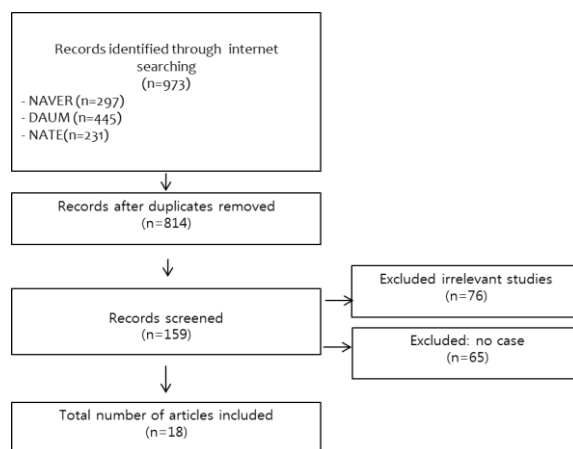 Records identified through internet
searching
(n=973)
- NAVER (n=297)
- DAUM (n=445)
- NATE(n=231)
Records after duplicates removed
(n=814)
Excluded irrelevant studies
(n=76)
Records screened
(n=159)
Excluded: no case
(n=65)
Total number of articles included
(n=18)